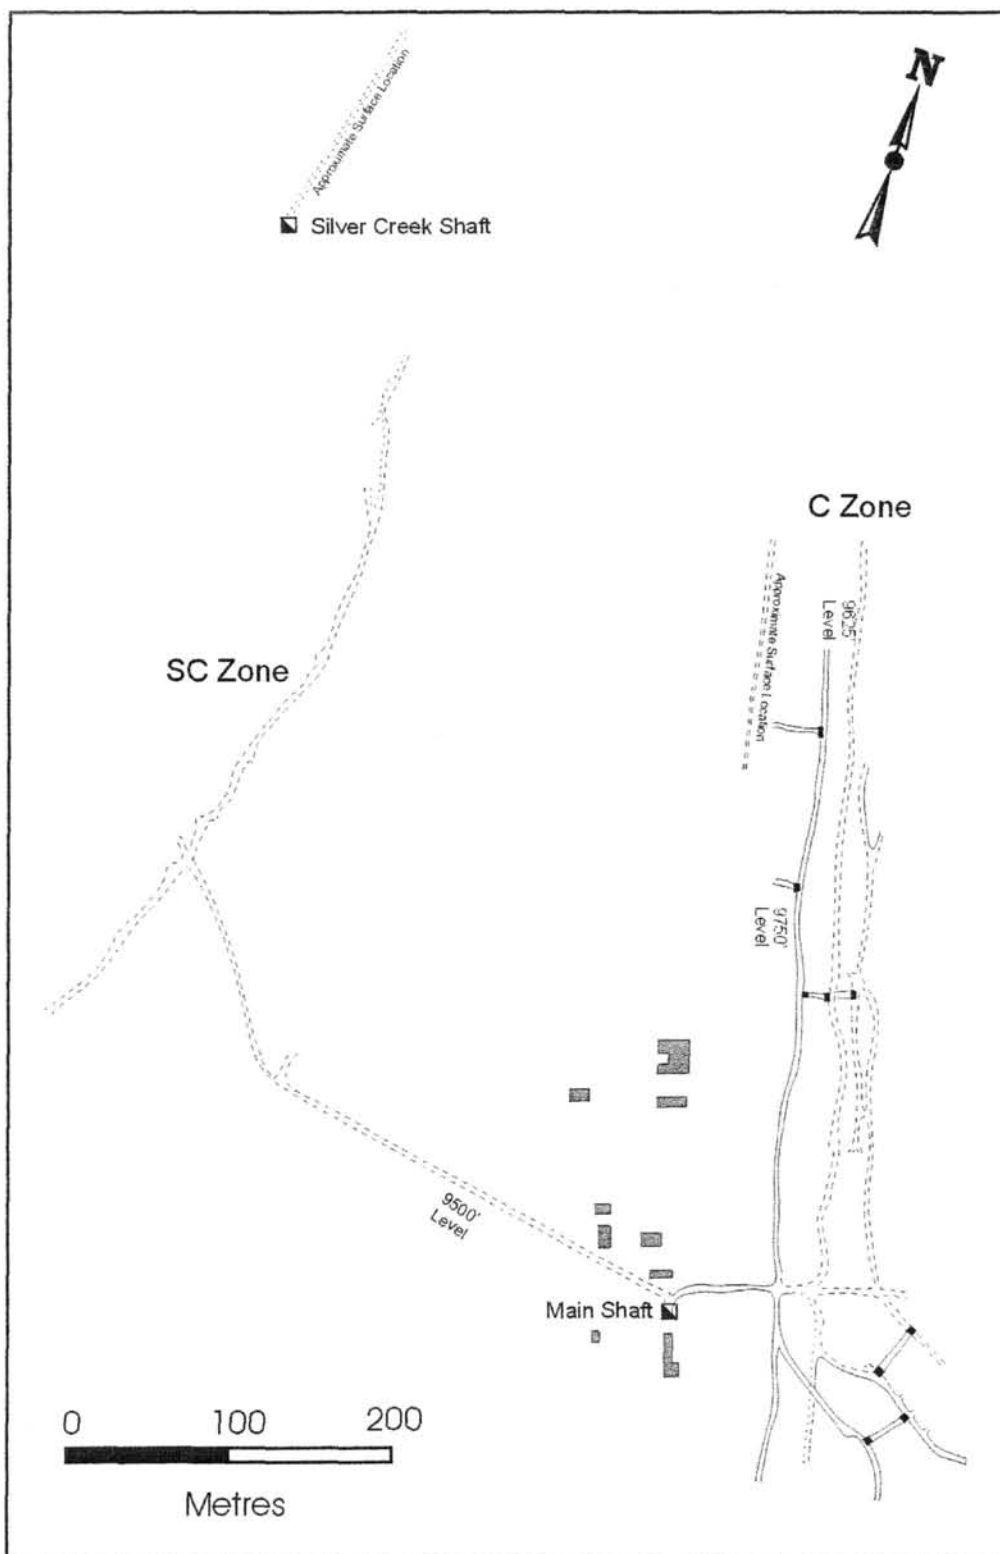 N
Approximate Surface Location
Silver Creek Shaft
C Zone
9625'
Level
Approximate Surface Location
SC Zone
9750'
Level
9500'
Level
Main Shaft
0 100 200
Metres